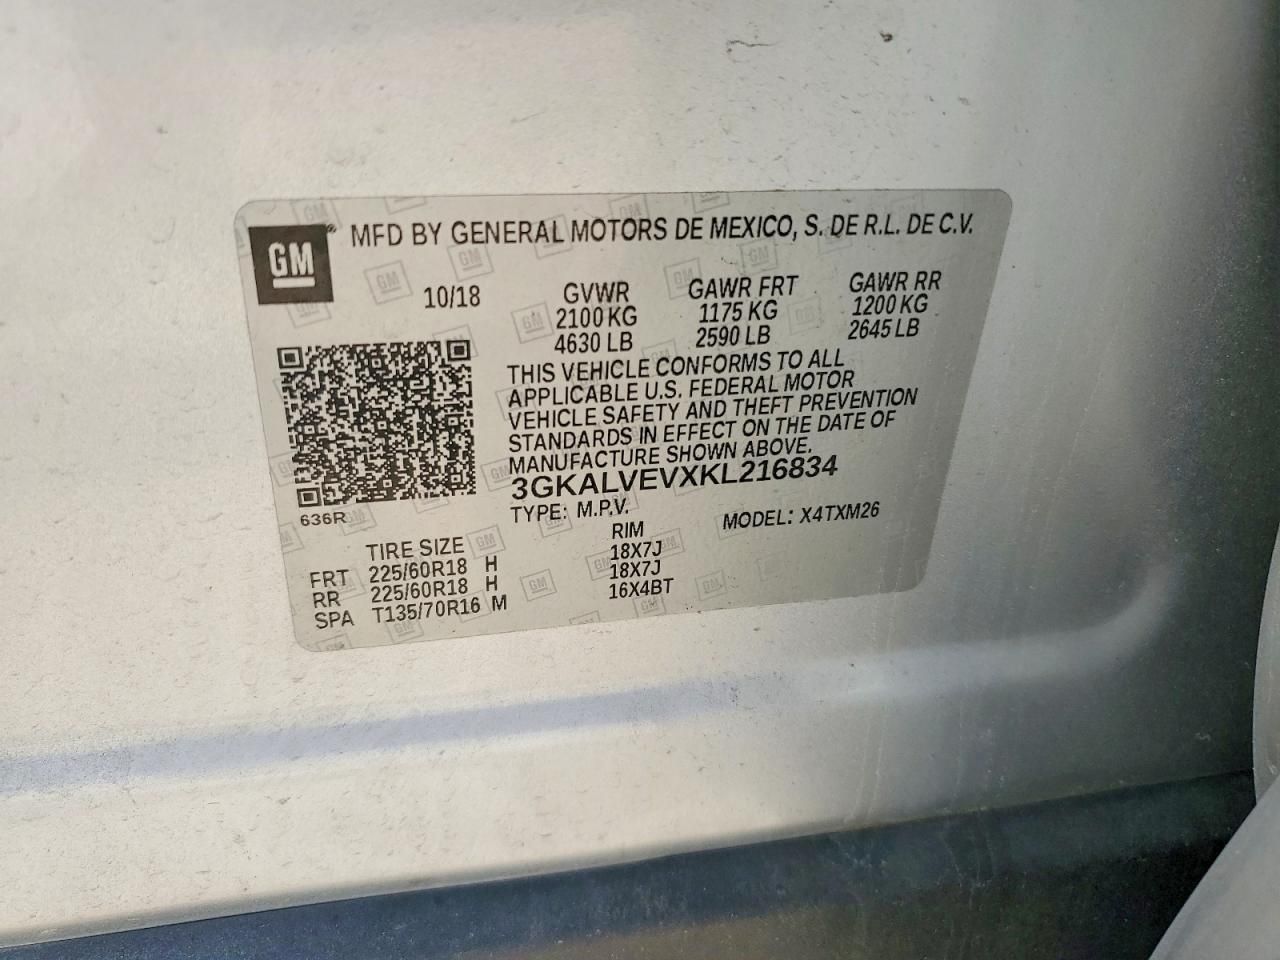 GM® MFD BY GENERAL MOTORS DE MEXICO, S. DE R.L. DE C.V.
10/18 GVWR GAWR FRT GAWR RR
2100 KG 1175 KG 1200 KG
4630 LB 2590 LB 2645 LB
THIS VEHICLE CONFORMS TO ALL
APPLICABLE U.S. FEDERAL MOTOR
VEHICLE SAFETY AND THEFT PREVENTION
STANDARDS IN EFFECT ON THE DATE OF
MANUFACTURE SHOWN ABOVE.
3GKALVEVXKL216834
636R
TYPE: M.P.V. MODEL: X4TXM26
TIRE SIZE RIM
FRT 225/60R18 H 18X7J
RR 225/60R18 H 18X7J
SPA T135/70R16 M 16X4BT